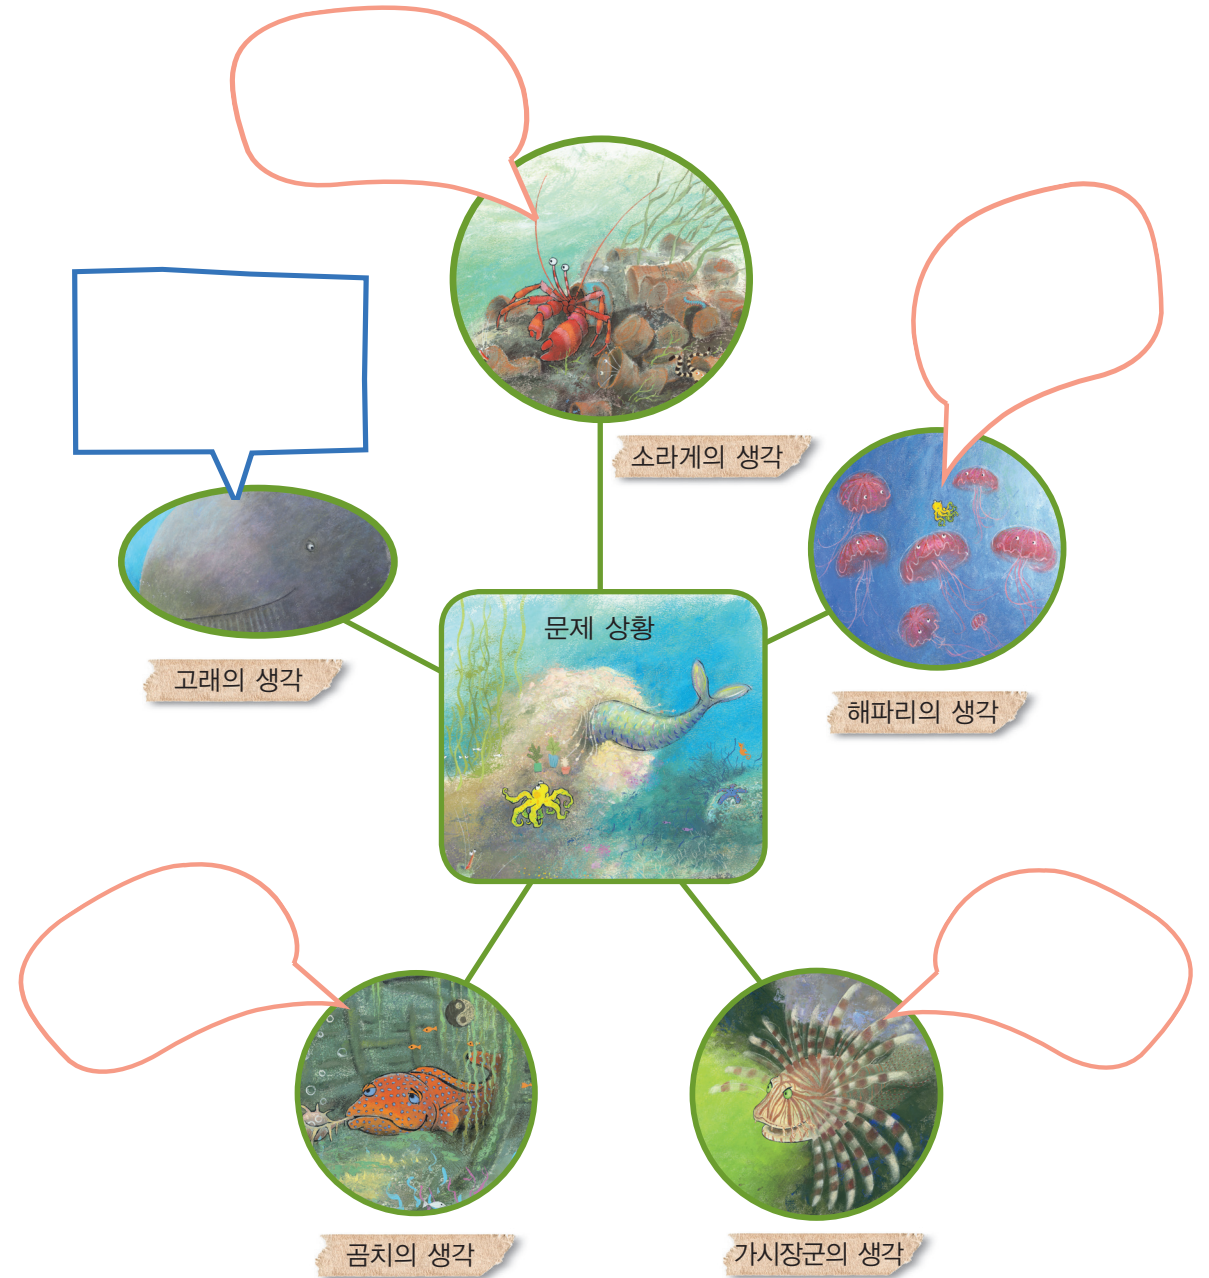 소라게의 생각
고래의 생각
문제 상황
해파리의 생각
곰치의 생각
가시장군의 생각